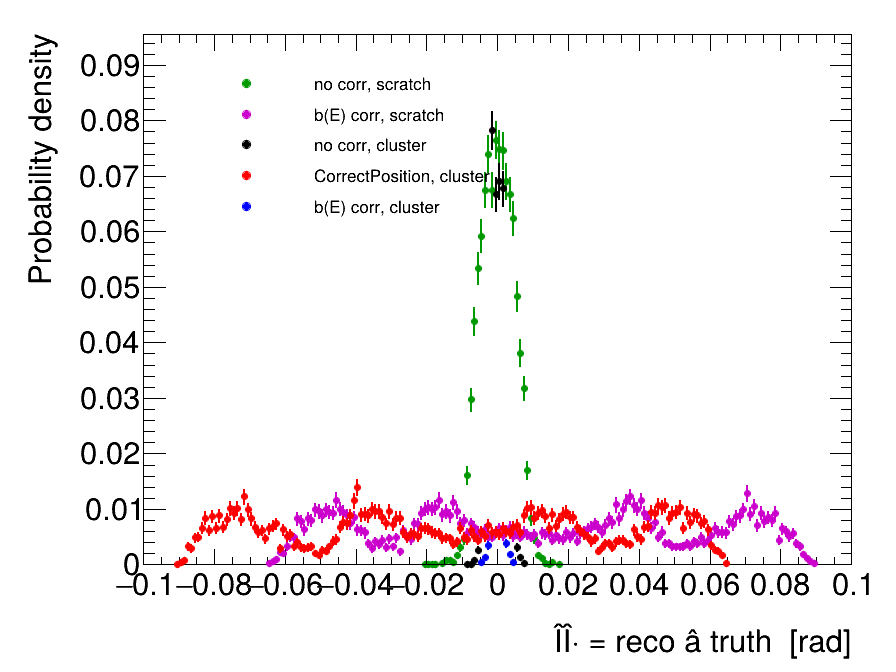 Probability density
0.09
0.08
0.07
0.06
0.05
0.04
0.03
0.02
0.01
0
no corr, scratch
b(E) corr, scratch
no corr, cluster
CorrectPosition, cluster
b(E) corr, cluster
−0.1 −0.08 −0.06 −0.04 −0.02 0 0.02 0.04 0.06 0.08 0.1
ÎÎ· = reco â truth [rad]